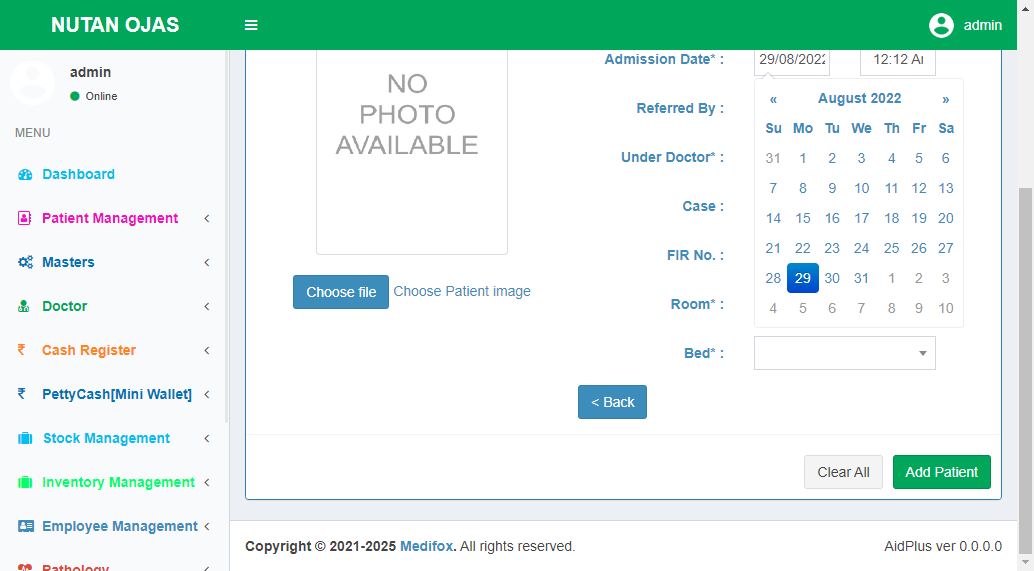 NUTAN OJAS
admin
admin
Online
MENU
Dashboard
Patient Management
Masters
Doctor
Cash Register
PettyCash[Mini Wallet]
Stock Management
Inventory Management
Employee Management
Pathology
NO
PHOTO
AVAILABLE
Choose file Choose Patient image
Admission Date* : 29/08/2022 12:12 A
Referred By :
Under Doctor* :
Case :
FIR No. :
Room* :
Bed* :
« August 2022 »
Su Mo Tu We Th Fr Sa
31 1 2 3 4 5 6
7 8 9 10 11 12 13
14 15 16 17 18 19 20
21 22 23 24 25 26 27
28 29 30 31 1 2 3
4 5 6 7 8 9 10
< Back
Clear All Add Patient
Copyright © 2021-2025 Medifox. All rights reserved.
AidPlus ver 0.0.0.0